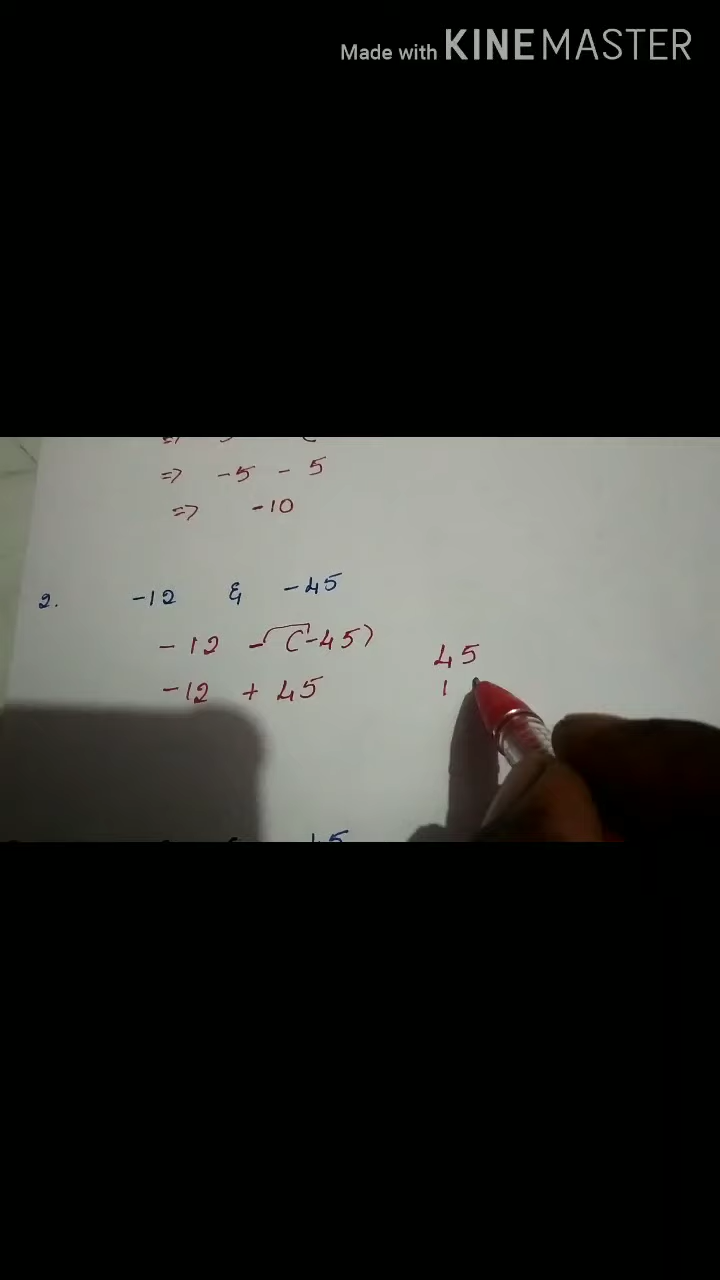 Made with KINEMASTER
=> -5 - 5
=> -10
2. -12 & -45
-12 - (-45)
-12 + 45
45
1